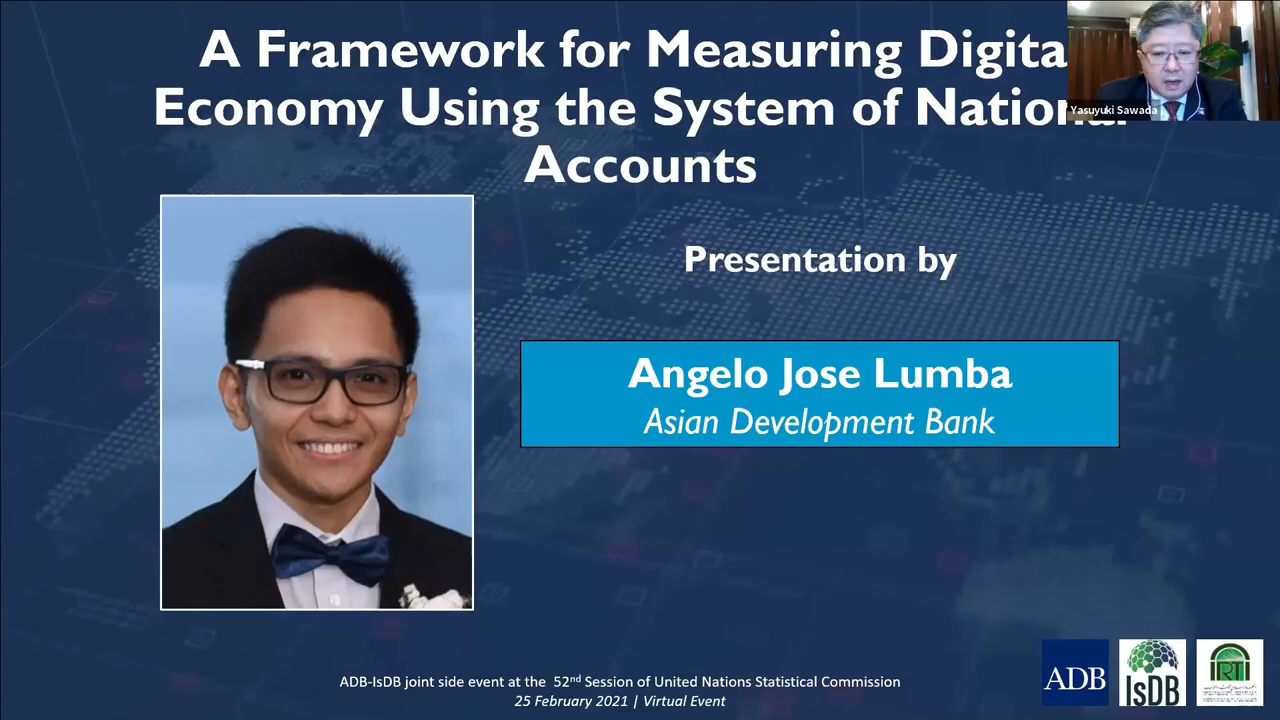 A Framework for Measuring Digita
Yasuyuki Sawada
Economy Using the System of National
Accounts
Presentation by
Angelo Jose Lumba
Asian Development Bank
ADB-IsDB joint side event at the 52nd Session of United Nations Statistical Commission
25 February 2021 | Virtual Event
ADB
IsDB
IRTI